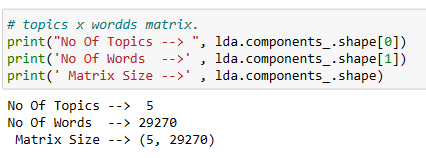 # topics x wordds matrix.
print("No Of Topics --> ", lda.components_.shape[0])
print('No Of Words  -->' , lda.components_.shape[1])
print(' Matrix Size -->' , lda.components_.shape)
No Of Topics -->  5
No Of Words  --> 29270
 Matrix Size --> (5, 29270)